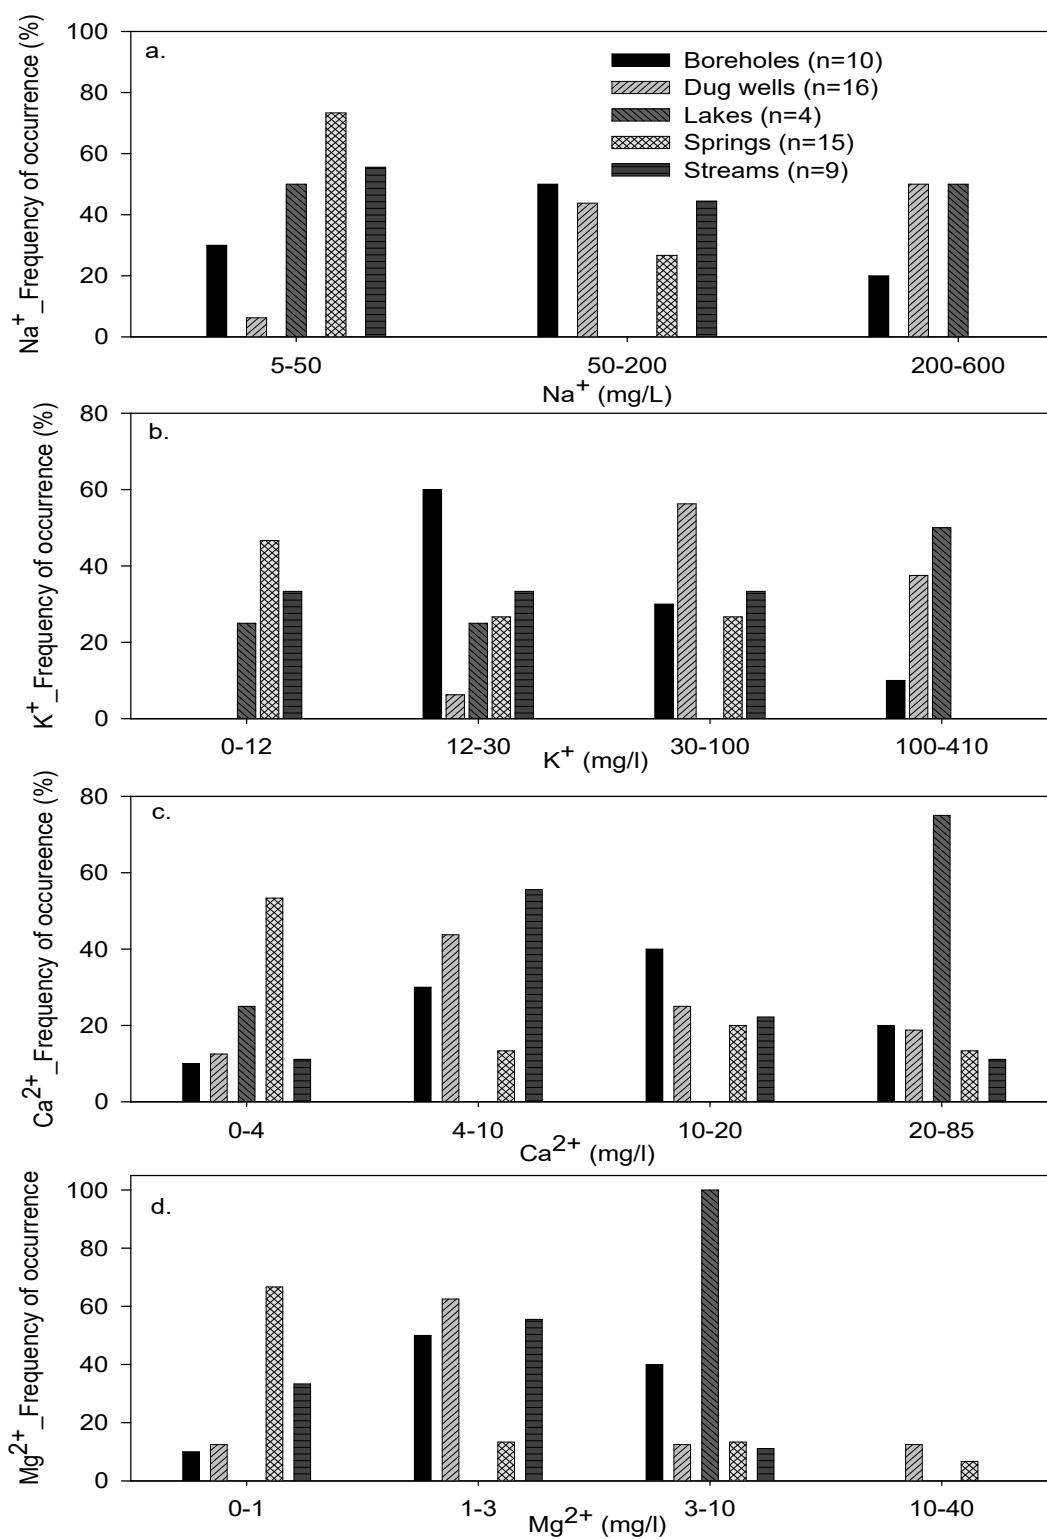 Na⁺_Frequency of occurrence (%)
100
80
60
40
20
0
a.
Boreholes (n=10)
Dug wells (n=16)
Lakes (n=4)
Springs (n=15)
Streams (n=9)
5-50
50-200
200-600
Na⁺ (mg/L)
K⁺_Frequency of occurrence (%)
80
60
40
20
0
b.
0-12
12-30
30-100
100-410
K⁺ (mg/l)
Ca²⁺_Frequency of occureence (%)
80
60
40
20
0
c.
0-4
4-10
10-20
20-85
Ca²⁺ (mg/l)
Mg²⁺_Frequency of occurrence
100
80
60
40
20
0
d.
0-1
1-3
3-10
10-40
Mg²⁺ (mg/l)